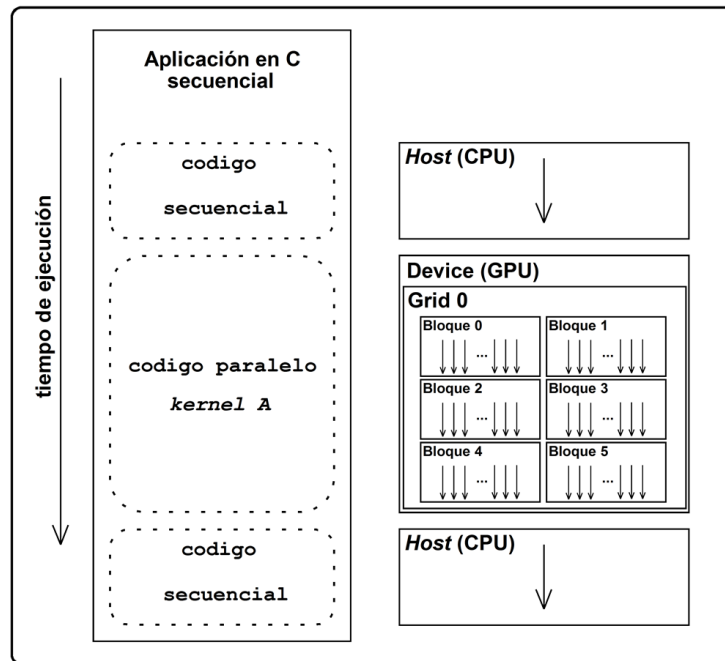 Aplicación en C
secuencial
tiempo de ejecución
codigo
secuencial
Host (CPU)
codigo paralelo
kernel A
Device (GPU)
Grid 0
Bloque 0
...
Bloque 1
...
Bloque 2
...
Bloque 3
...
Bloque 4
...
Bloque 5
...
codigo
secuencial
Host (CPU)